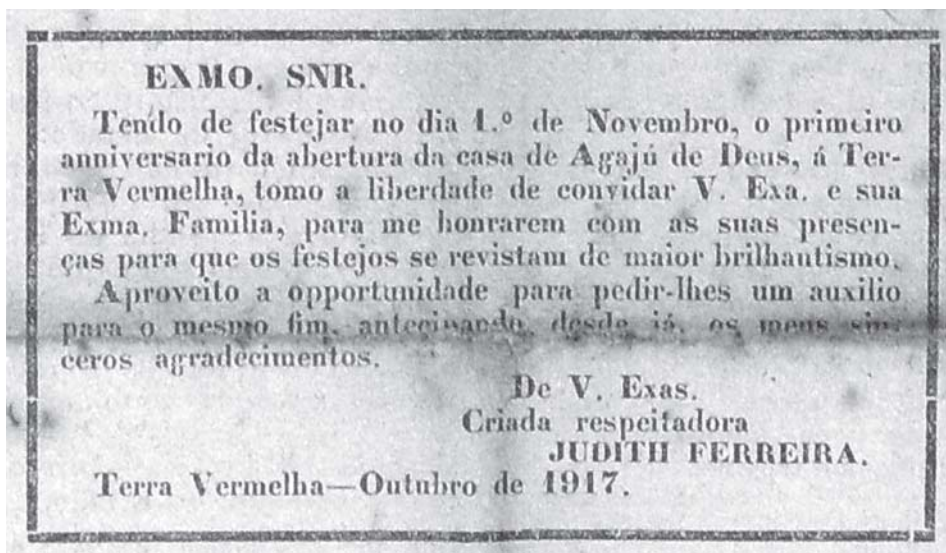 EXMO. SNR.
Tendo de festejar no dia 1.º de Novembro, o primeiro
anniversario da abertura da casa de Agajú de Deus, á Ter-
ra Vermelha, tomo a liberdade de convidar V. Exa. e sua
Exma. Familia, para me honrarem com as suas presen-
ças para que os festejos se revistam de maior brilhantismo.
Aproveito a opportunidade para pedir-lhes um auxilio
para o mesmo fim, antecipando, desde já, os meus sin-
ceros agradecimentos.
De V. Exas.
Criada respeitadora
JUDITH FERREIRA.
Terra Vermelha—Outubro de 1917.